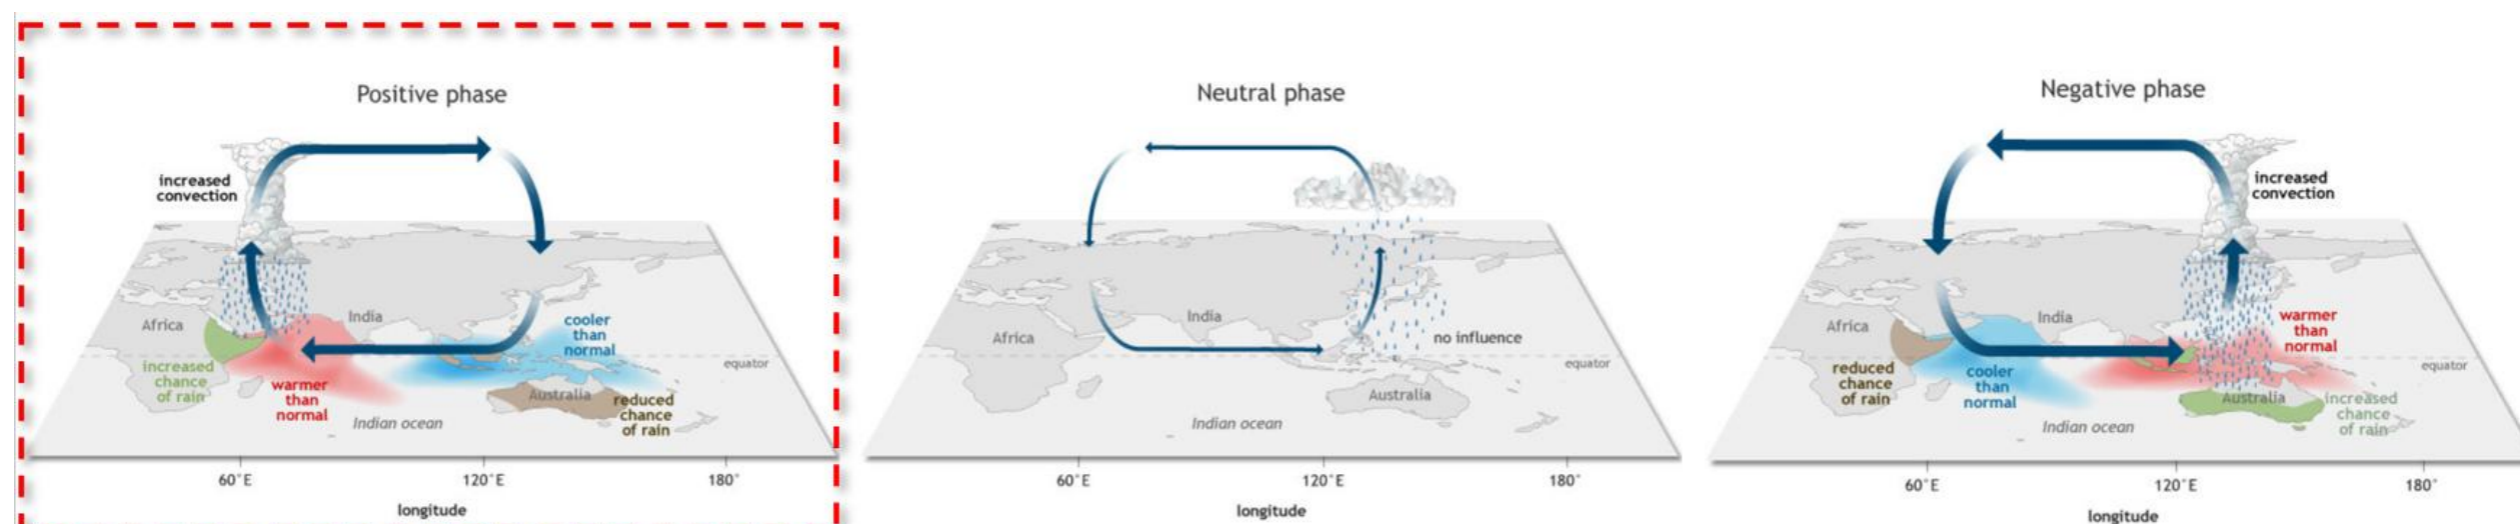 Positive phase
increased
convection
Africa
India
cooler
than
normal
equator
increased
chance
of rain
warmer
than
normal
Australia
reduced
chance
of rain
Indian ocean
60°E
120°E
180°
longitude
Neutral phase
Africa
India
no influence
equator
Australia
Indian ocean
60°E
120°E
180°
longitude
Negative phase
increased
convection
Africa
India
warmer
than
normal
equator
reduced
chance
of rain
cooler
than
normal
Australia
increased
chance
of rain
Indian ocean
60°E
120°E
180°
longitude